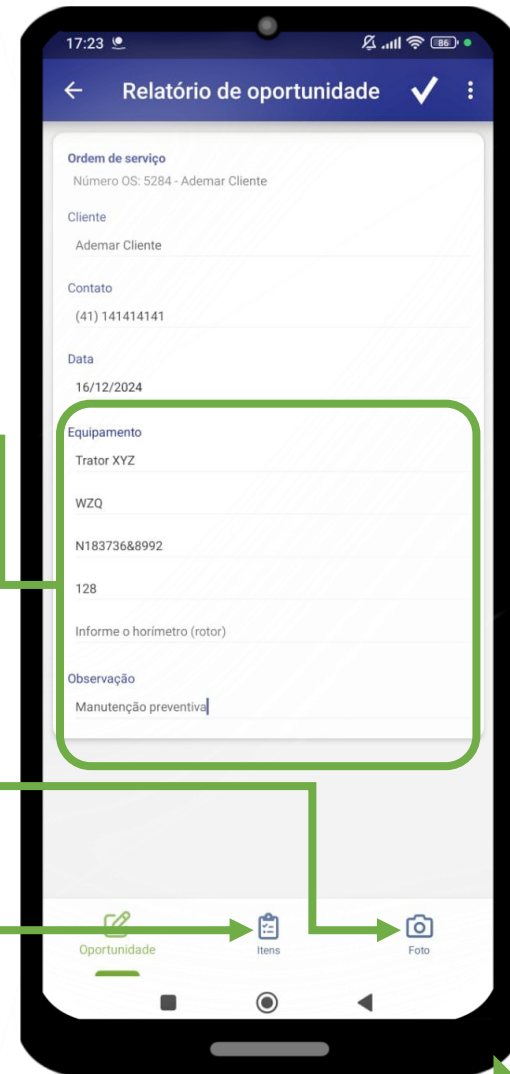 17:23
86
Relatório de oportunidade
Ordem de serviço
Número OS: 5284 - Ademar Cliente
Cliente
Ademar Cliente
Contato
(41) 141414141
Data
16/12/2024
Equipamento
Trator XYZ
WZQ
N183736&8992
128
Informe o horímetro (rotor)
Observação
Manutenção preventiva
Oportunidade
Itens
Foto